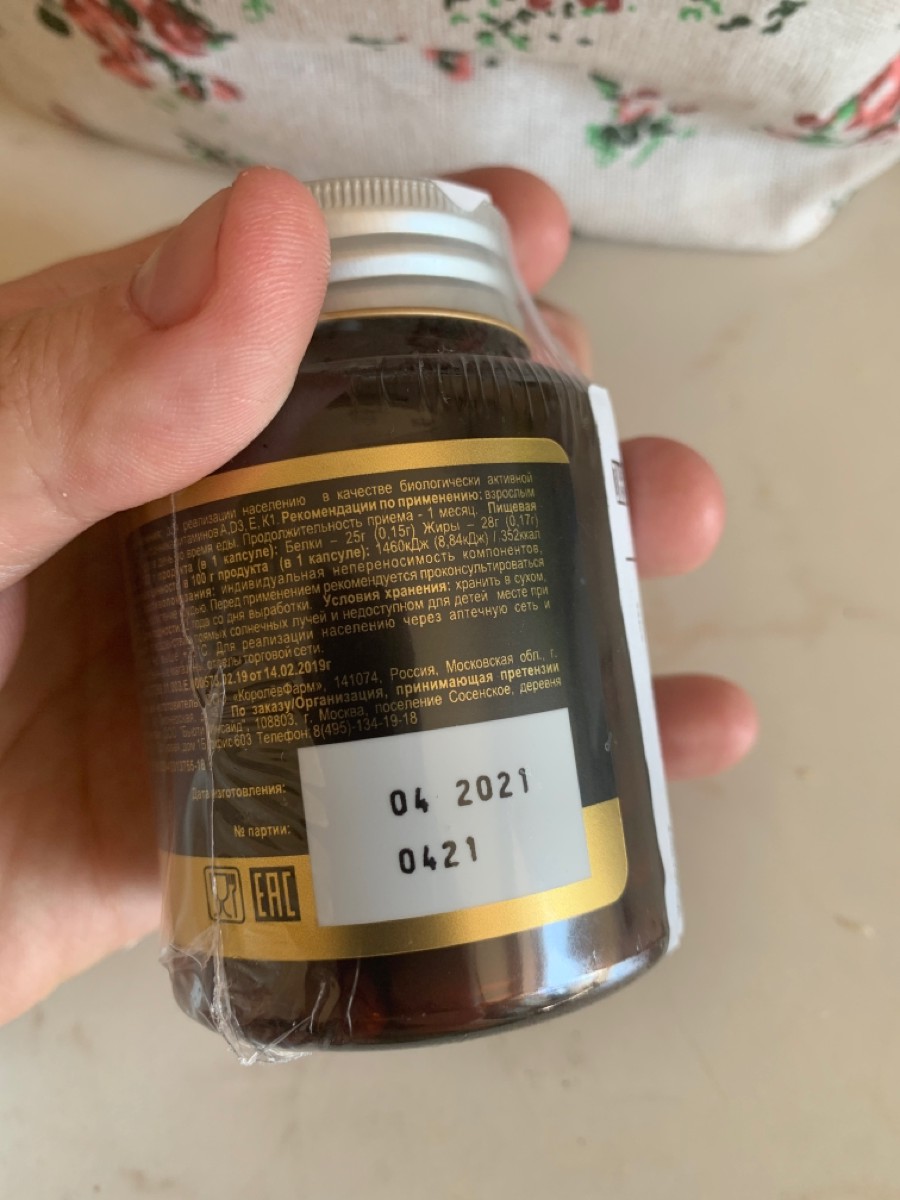 реализации населению в качестве биологически активной
витаминов A,D3, E, K1. Рекомендации по применению: взрослым
время еды. Продолжительность приема - 1 месяц. Пищевая
(в 1 капсуле): Белки – 25г (0,15г) Жиры – 28г (0,17г)
в 100 г продукта (в 1 капсуле): 1460кДж (8,84кДж) / 352ккал
индивидуальная непереносимость компонентов,
Перед применением рекомендуется проконсультироваться
года со дня выработки. Условия хранения: хранить в сухом,
прямых солнечных лучей и недоступном для детей месте при
Для реализации населению через аптечную сеть и
торговой сети.
02.19 от 14.02.2019г
«КоролёвФарм», 141074, Россия, Московская обл., г.
По заказу/Организация, принимающая претензии
108803, г. Москва, поселение Сосенское, деревня
603 Телефон: 8(495)-134-19-18
Дата изготовления:
04 2021
№ партии:
0421
EAC